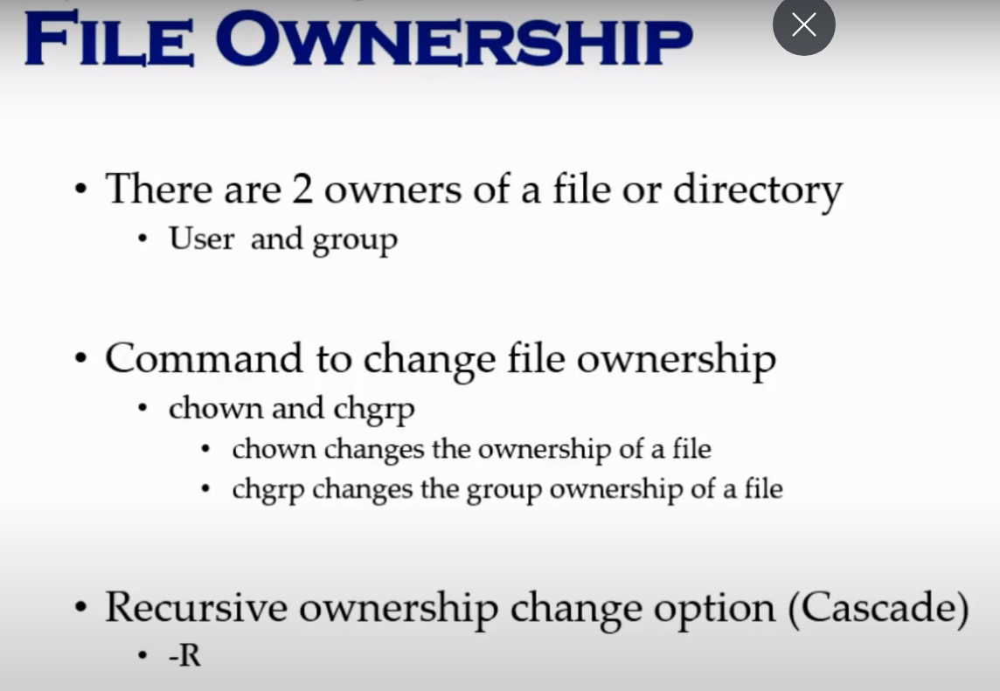 FILE OWNERSHIP
• There are 2 owners of a file or directory
• User and group
• Command to change file ownership
• chown and chgrp
• chown changes the ownership of a file
• chgrp changes the group ownership of a file
• Recursive ownership change option (Cascade)
• -R